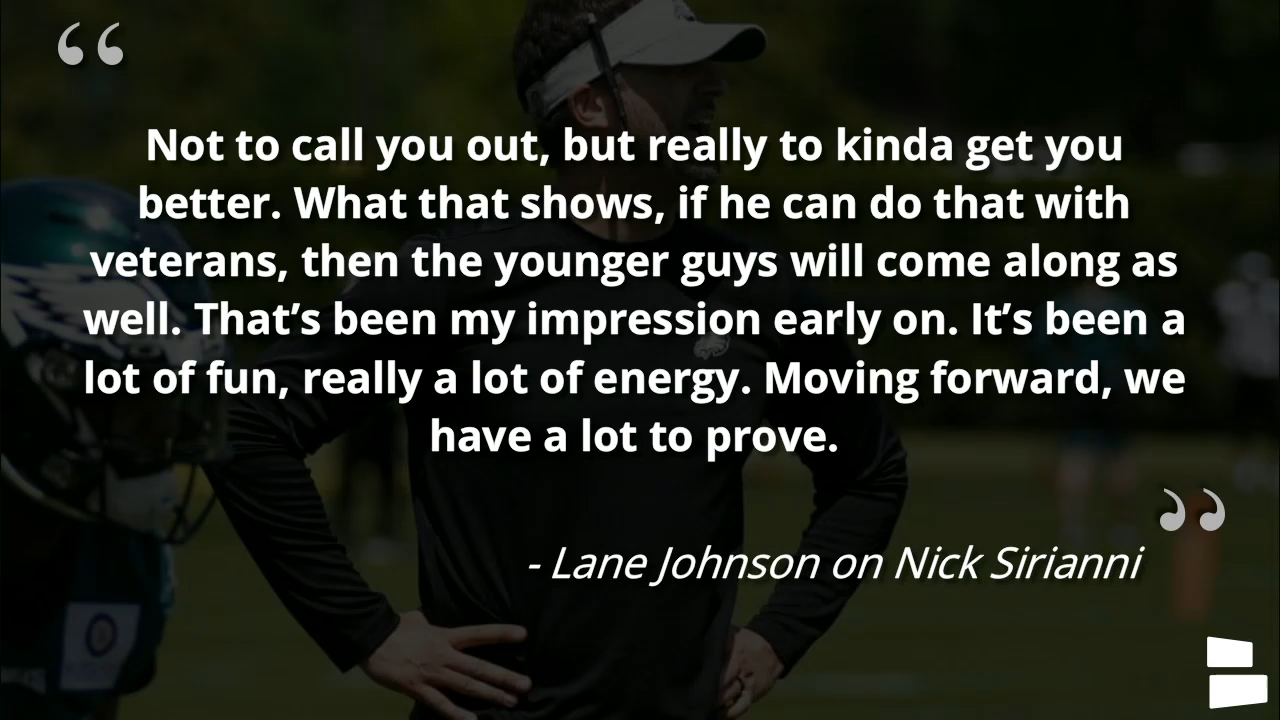 “
Not to call you out, but really to kinda get you
better. What that shows, if he can do that with
veterans, then the younger guys will come along as
well. That’s been my impression early on. It’s been a
lot of fun, really a lot of energy. Moving forward, we
have a lot to prove.
”
- Lane Johnson on Nick Sirianni